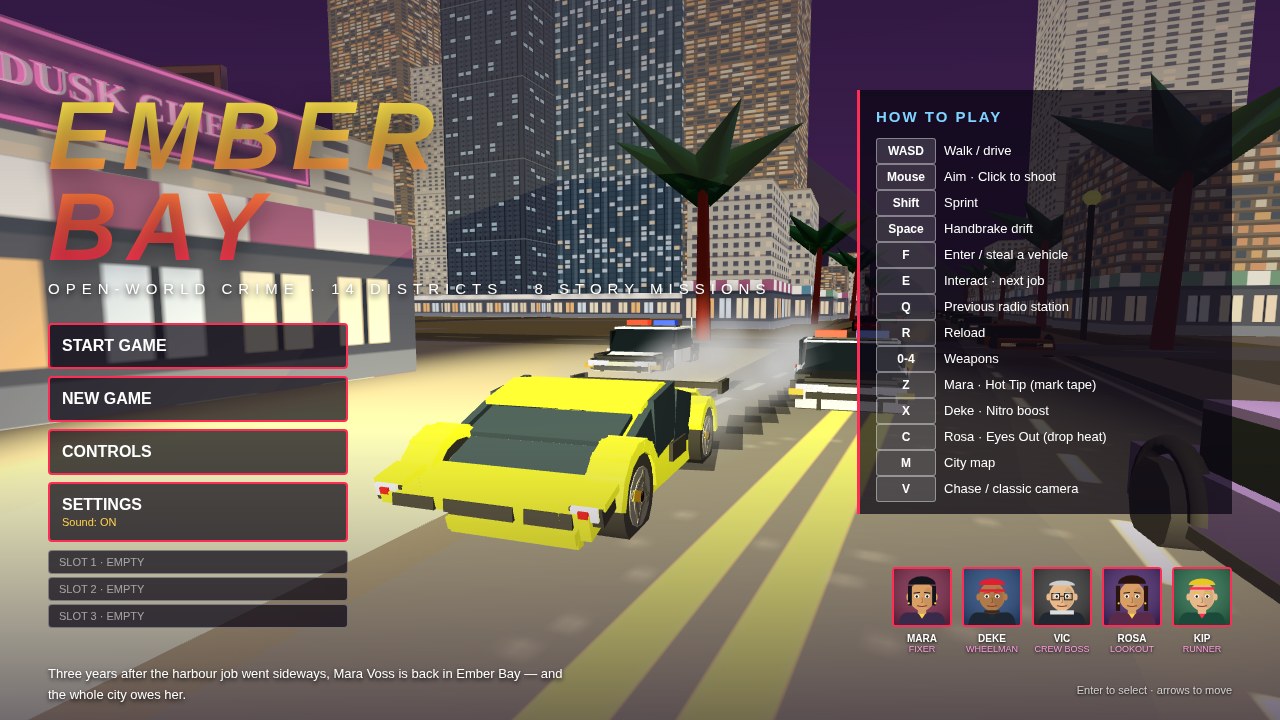 DUSK
EMBER
BAY
OPEN-WORLD CRIME · 14 DISTRICTS · 8 STORY MISSIONS
START GAME
NEW GAME
CONTROLS
SETTINGS
Sound: ON
SLOT 1 · EMPTY
SLOT 2 · EMPTY
SLOT 3 · EMPTY
Three years after the harbour job went sideways, Mara Voss is back in Ember Bay — and
the whole city owes her.
HOW TO PLAY
WASD Walk / drive
Mouse Aim · Click to shoot
Shift Sprint
Space Handbrake drift
F Enter / steal a vehicle
E Interact · next job
Q Previous radio station
R Reload
0-4 Weapons
Z Mara · Hot Tip (mark tape)
X Deke · Nitro boost
C Rosa · Eyes Out (drop heat)
M City map
V Chase / classic camera
MARA DEKE VIC ROSA KIP
FIXER WHEELMAN CREW BOSS LOOKOUT RUNNER
Enter to select · arrows to move